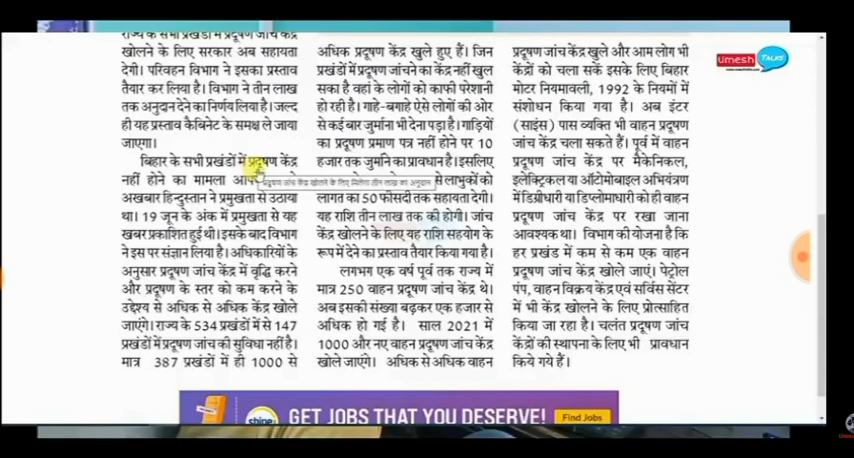 राज्य के सभी प्रखंडों में प्रदूषण जांच केंद्र
खोलने के लिए सरकार अब सहायता
देगी। परिवहन विभाग ने इसका प्रस्ताव
तैयार कर लिया है। विभाग ने तीन लाख
तक अनुदान देने का निर्णय लिया है। जल्द
ही यह प्रस्ताव कैबिनेट के समक्ष ले जाया
जाएगा।
बिहार के सभी प्रखंडों में प्रदूषण केंद्र
नहीं होने का मामला आपके
अखबार हिन्दुस्तान ने प्रमुखता से उठाया
था। 19 जून के अंक में प्रमुखता से यह
खबर प्रकाशित हुई थी। इसके बाद विभाग
ने इस पर संज्ञान लिया है। अधिकारियों के
अनुसार प्रदूषण जांच केंद्र में वृद्धि करने
और प्रदूषण के स्तर को कम करने के
उद्देश्य से अधिक से अधिक केंद्र खोले
जाएंगे। राज्य के 534 प्रखंडों में से 147
प्रखंडों में प्रदूषण जांच की सुविधा नहीं है।
मात्र 387 प्रखंडों में ही 1000 से
अधिक प्रदूषण केंद्र खुले हुए हैं। जिन
प्रखंडों में प्रदूषण जांचने का केंद्र नहीं खुल
सका है वहां के लोगों को काफी परेशानी
हो रही है। गाहे-बगाहे ऐसे लोगों की ओर
से कई बार जुर्माना भी देना पड़ा है। गाड़ियों
का प्रदूषण प्रमाण पत्र नहीं होने पर 10
हजार तक जुर्माने का प्रावधान है। इसलिए
से लाभुकों को
प्रदूषण जांच केंद्र खोलने के लिए मिलेगा तीन लाख का अनुदान
लागत का 50 फीसदी तक सहायता देगी।
यह राशि तीन लाख तक की होगी। जांच
केंद्र खोलने के लिए यह राशि सहयोग के
रूप में देने का प्रस्ताव तैयार किया गया है।
लगभग एक वर्ष पूर्व तक राज्य में
मात्र 250 वाहन प्रदूषण जांच केंद्र थे।
अब इसकी संख्या बढ़कर एक हजार से
अधिक हो गई है। साल 2021 में
1000 और नए वाहन प्रदूषण जांच केंद्र
खोले जाएंगे। अधिक से अधिक वाहन
प्रदूषण जांच केंद्र खुले और आम लोग भी
केंद्रों को चला सकें इसके लिए बिहार
मोटर नियमावली, 1992 के नियमों में
संशोधन किया गया है। अब इंटर
(साइंस) पास व्यक्ति भी वाहन प्रदूषण
जांच केंद्र चला सकते हैं। पूर्व में वाहन
प्रदूषण जांच केंद्र पर मैकेनिकल,
इलेक्ट्रिकल या ऑटोमोबाइल अभियंत्रण
में डिग्रीधारी या डिप्लोमाधारी को ही वाहन
प्रदूषण जांच केंद्र पर रखा जाना
आवश्यक था। विभाग की योजना है कि
हर प्रखंड में कम से कम एक वाहन
प्रदूषण जांच केंद्र खोले जाएं। पेट्रोल
पंप, वाहन विक्रय केंद्र एवं सर्विस सेंटर
में भी केंद्र खोलने के लिए प्रोत्साहित
किया जा रहा है। चलंत प्रदूषण जांच
केंद्रों की स्थापना के लिए भी प्रावधान
किये गये हैं।
Umesh TALKS
shine
GET JOBS THAT YOU DESERVE!
Find Jobs